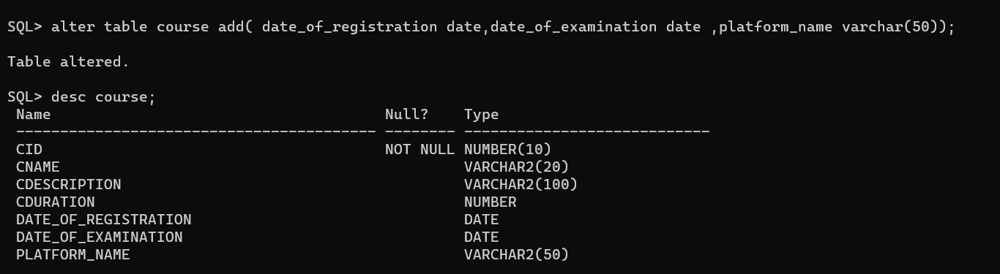 SQL> alter table course add( date_of_registration date,date_of_examination date ,platform_name varchar(50));
Table altered.
SQL> desc course;
Name Null? Type
----------------------------------------- -------- ----------------------------
CID NOT NULL NUMBER(10)
CNAME VARCHAR2(20)
CDESCRIPTION VARCHAR2(100)
CDURATION NUMBER
DATE_OF_REGISTRATION DATE
DATE_OF_EXAMINATION DATE
PLATFORM_NAME VARCHAR2(50)